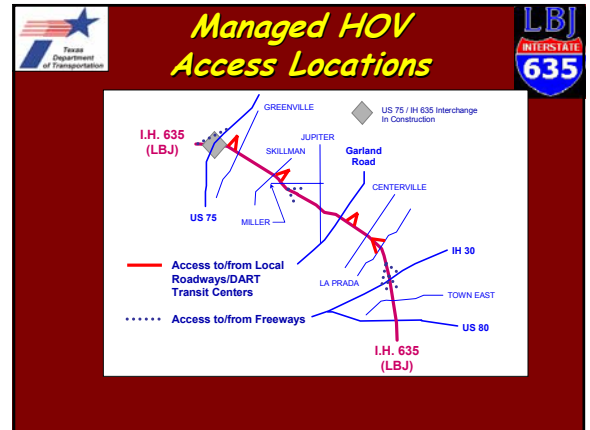 Texas
Department
of Transportation
Managed HOV
Access Locations
LBJ
INTERSTATE
635
GREENVILLE
US 75 / IH 635 Interchange
In Construction
I.H. 635
(LBJ)
JUPITER
SKILLMAN
Garland
Road
CENTERVILLE
US 75
MILLER
IH 30
Access to/from Local
Roadways/DART
Transit Centers
LA PRADA
TOWN EAST
Access to/from Freeways
US 80
I.H. 635
(LBJ)